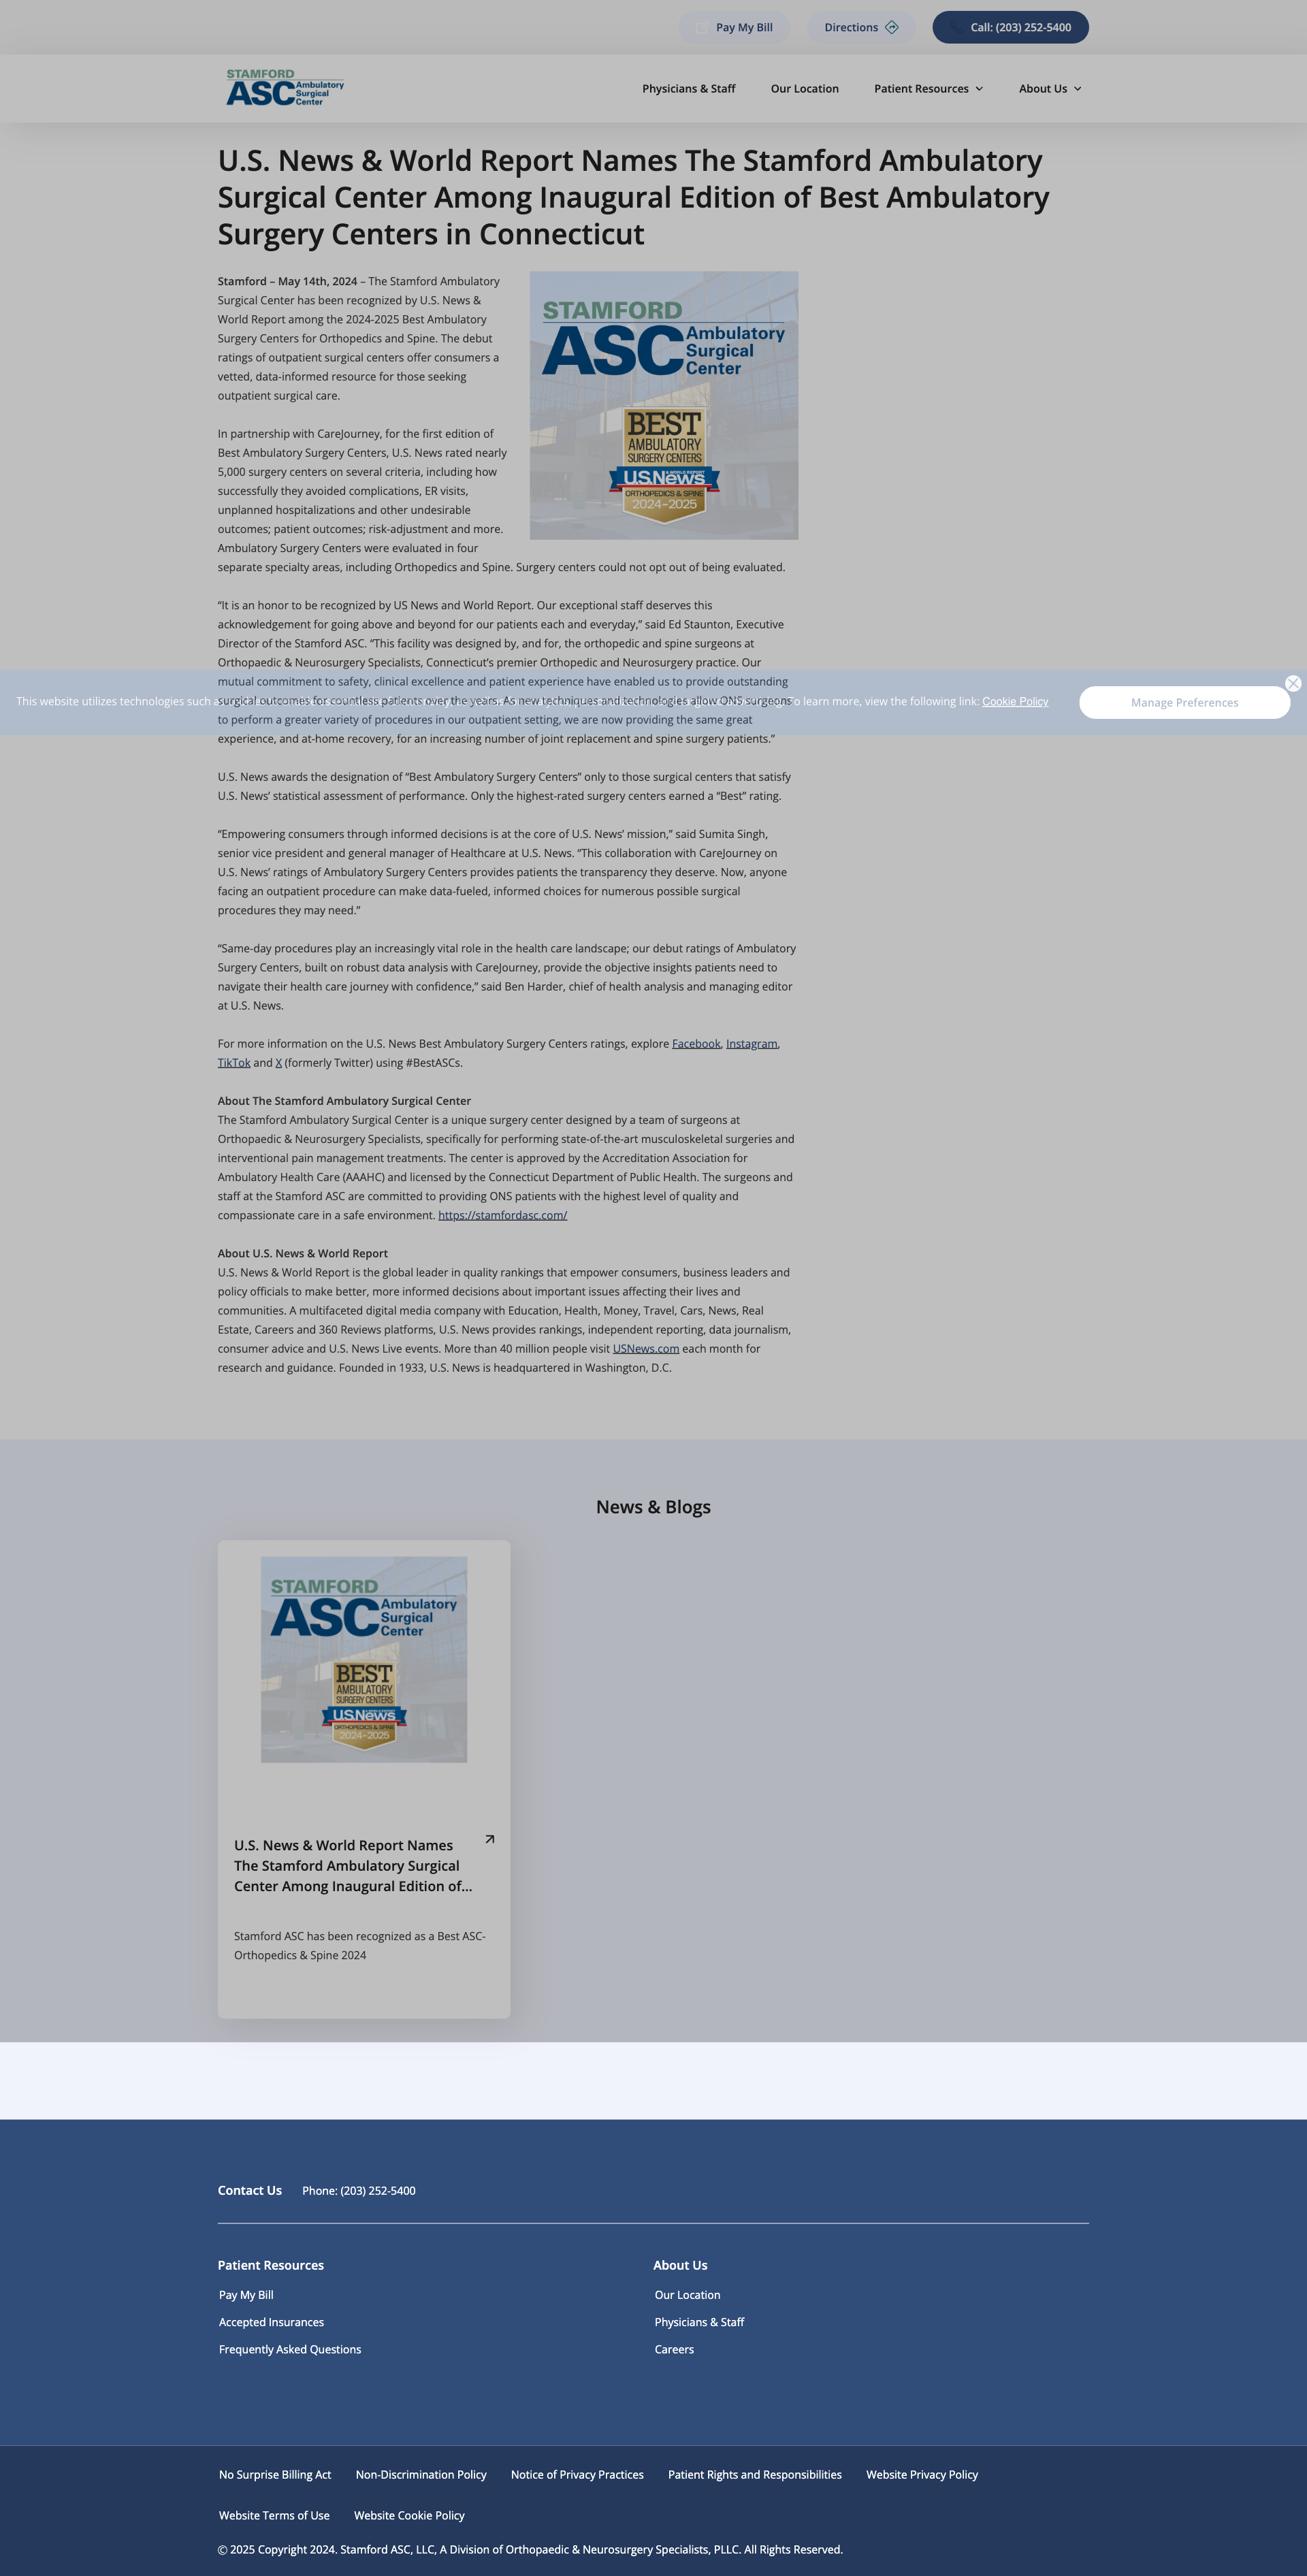 Pay My Bill
Directions
Call: (203) 252-5400
STAMFORD
ASC Ambulatory
Surgical
Center
Physicians & Staff
Our Location
Patient Resources
About Us
U.S. News & World Report Names The Stamford Ambulatory
Surgical Center Among Inaugural Edition of Best Ambulatory
Surgery Centers in Connecticut
Stamford – May 14th, 2024 – The Stamford Ambulatory
Surgical Center has been recognized by U.S. News &
World Report among the 2024-2025 Best Ambulatory
Surgery Centers for Orthopedics and Spine. The debut
ratings of outpatient surgical centers offer consumers a
vetted, data-informed resource for those seeking
outpatient surgical care.
STAMFORD
ASC Ambulatory
Surgical
Center
BEST
AMBULATORY
SURGERY CENTERS
U.S.News
& WORLD REPORT
ORTHOPEDICS & SPINE
2024-2025
In partnership with CareJourney, for the first edition of
Best Ambulatory Surgery Centers, U.S. News rated nearly
5,000 surgery centers on several criteria, including how
successfully they avoided complications, ER visits,
unplanned hospitalizations and other undesirable
outcomes; patient outcomes; risk-adjustment and more.
Ambulatory Surgery Centers were evaluated in four
separate specialty areas, including Orthopedics and Spine. Surgery centers could not opt out of being evaluated.
“It is an honor to be recognized by US News and World Report. Our exceptional staff deserves this
acknowledgement for going above and beyond for our patients each and everyday,” said Ed Staunton, Executive
Director of the Stamford ASC. “This facility was designed by, and for, the orthopedic and spine surgeons at
Orthopaedic & Neurosurgery Specialists, Connecticut’s premier Orthopedic and Neurosurgery practice. Our
mutual commitment to safety, clinical excellence and patient experience have enabled us to provide outstanding
surgical outcomes for countless patients over the years. As new techniques and technologies allow ONS surgeons
This website utilizes technologies such as To learn more, view the following link: Cookie Policy
Manage Preferences
to perform a greater variety of procedures in our outpatient setting, we are now providing the same great
experience, and at-home recovery, for an increasing number of joint replacement and spine surgery patients.”
U.S. News awards the designation of “Best Ambulatory Surgery Centers” only to those surgical centers that satisfy
U.S. News’ statistical assessment of performance. Only the highest-rated surgery centers earned a “Best” rating.
“Empowering consumers through informed decisions is at the core of U.S. News’ mission,” said Sumita Singh,
senior vice president and general manager of Healthcare at U.S. News. “This collaboration with CareJourney on
U.S. News’ ratings of Ambulatory Surgery Centers provides patients the transparency they deserve. Now, anyone
facing an outpatient procedure can make data-fueled, informed choices for numerous possible surgical
procedures they may need.”
“Same-day procedures play an increasingly vital role in the health care landscape; our debut ratings of Ambulatory
Surgery Centers, built on robust data analysis with CareJourney, provide the objective insights patients need to
navigate their health care journey with confidence,” said Ben Harder, chief of health analysis and managing editor
at U.S. News.
For more information on the U.S. News Best Ambulatory Surgery Centers ratings, explore Facebook, Instagram,
TikTok and X (formerly Twitter) using #BestASCs.
About The Stamford Ambulatory Surgical Center
The Stamford Ambulatory Surgical Center is a unique surgery center designed by a team of surgeons at
Orthopaedic & Neurosurgery Specialists, specifically for performing state-of-the-art musculoskeletal surgeries and
interventional pain management treatments. The center is approved by the Accreditation Association for
Ambulatory Health Care (AAAHC) and licensed by the Connecticut Department of Public Health. The surgeons and
staff at the Stamford ASC are committed to providing ONS patients with the highest level of quality and
compassionate care in a safe environment. https://stamfordasc.com/
About U.S. News & World Report
U.S. News & World Report is the global leader in quality rankings that empower consumers, business leaders and
policy officials to make better, more informed decisions about important issues affecting their lives and
communities. A multifaceted digital media company with Education, Health, Money, Travel, Cars, News, Real
Estate, Careers and 360 Reviews platforms, U.S. News provides rankings, independent reporting, data journalism,
consumer advice and U.S. News Live events. More than 40 million people visit USNews.com each month for
research and guidance. Founded in 1933, U.S. News is headquartered in Washington, D.C.
News & Blogs
STAMFORD
ASC Ambulatory
Surgical
Center
BEST
AMBULATORY
SURGERY CENTERS
U.S.News
ORTHOPEDICS & SPINE
2024-2025
U.S. News & World Report Names
The Stamford Ambulatory Surgical
Center Among Inaugural Edition of...
Stamford ASC has been recognized as a Best ASC-
Orthopedics & Spine 2024
Contact Us
Phone: (203) 252-5400
Patient Resources
Pay My Bill
Accepted Insurances
Frequently Asked Questions
About Us
Our Location
Physicians & Staff
Careers
No Surprise Billing Act
Non-Discrimination Policy
Notice of Privacy Practices
Patient Rights and Responsibilities
Website Privacy Policy
Website Terms of Use
Website Cookie Policy
© 2025 Copyright 2024. Stamford ASC, LLC, A Division of Orthopaedic & Neurosurgery Specialists, PLLC. All Rights Reserved.